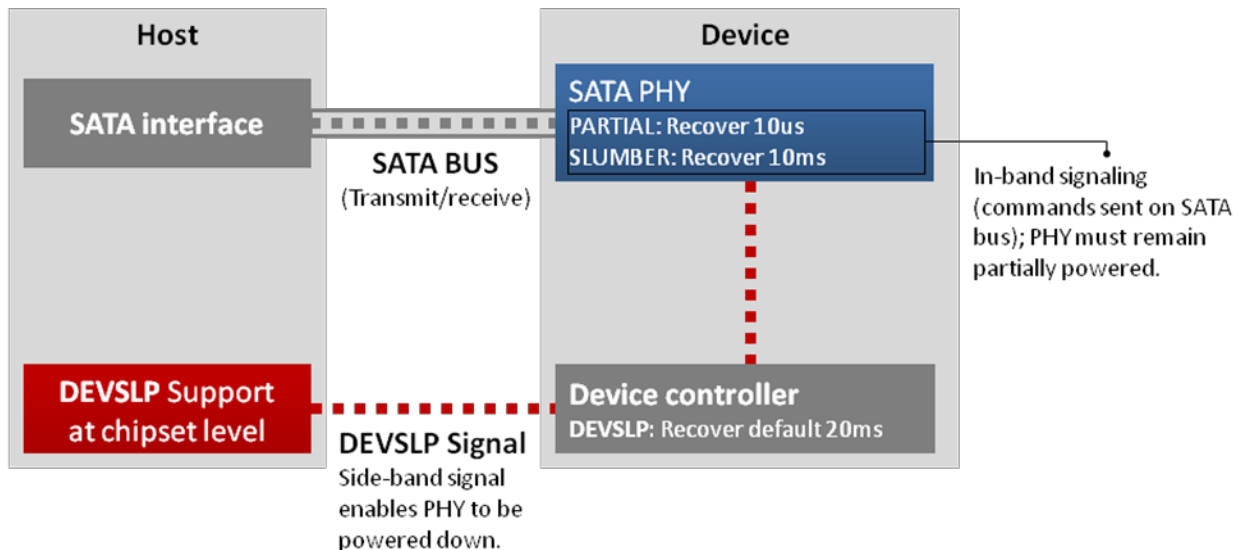 Host
Device
SATA interface
SATA PHY
PARTIAL: Recover 10us
SLUMBER: Recover 10ms
SATA BUS
(Transmit/receive)
In-band signaling
(commands sent on SATA
bus); PHY must remain
partially powered.
DEVSLP Support
at chipset level
Device controller
DEVSLP: Recover default 20ms
DEVSLP Signal
Side-band signal
enables PHY to be
powered down.